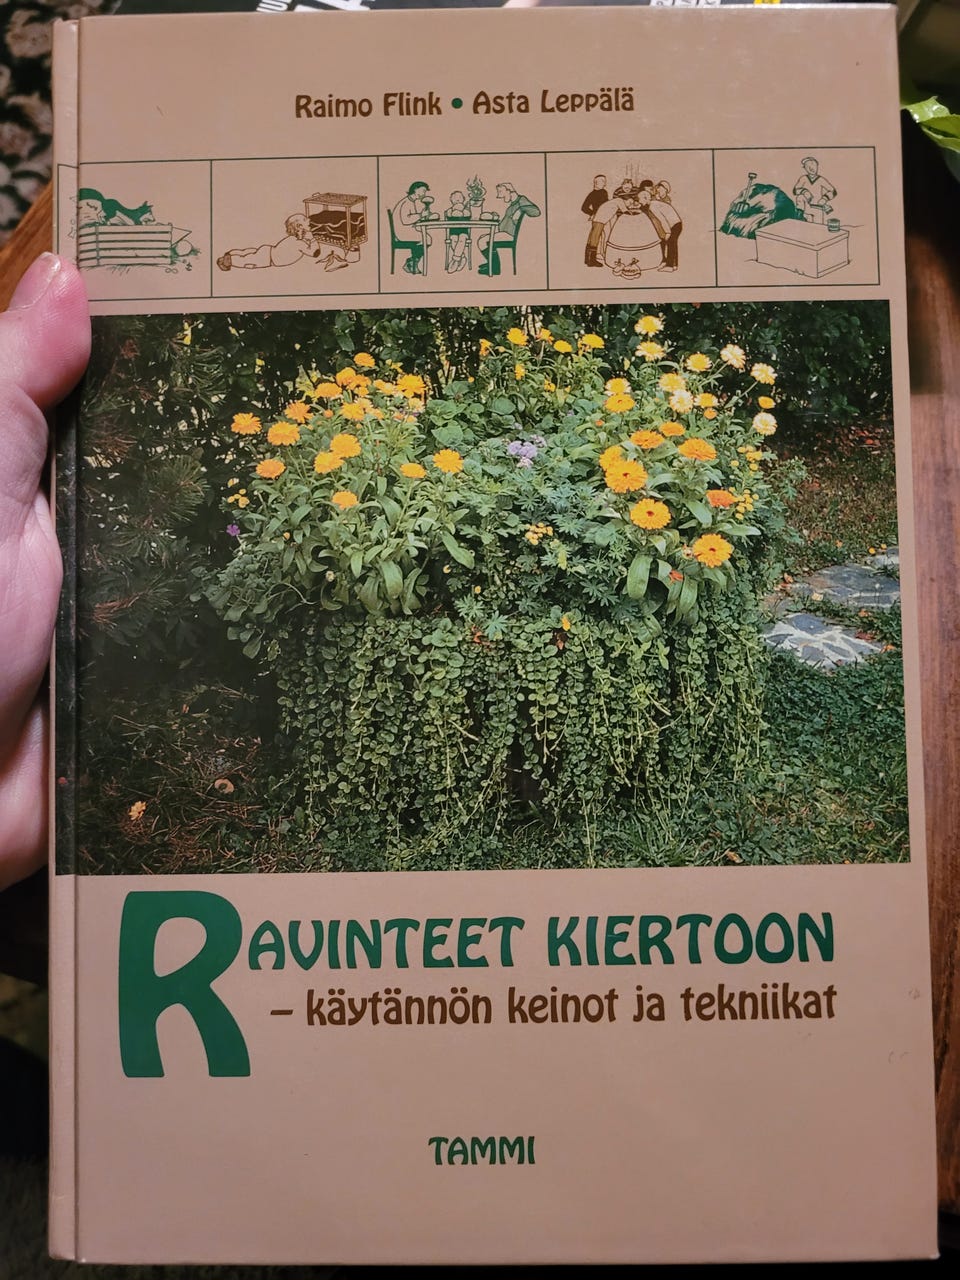 Raimo Flink • Asta Leppälä
RAVINTEET KIERTOON
– käytännön keinot ja tekniikat
TAMMI